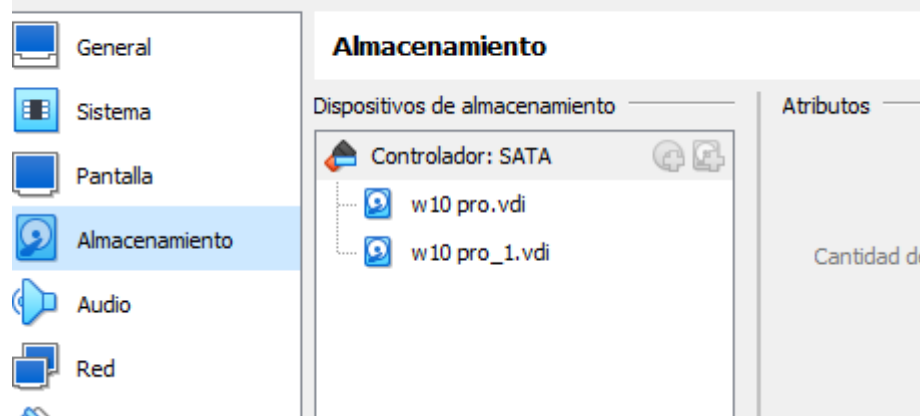 General
Sistema
Pantalla
Almacenamiento
Audio
Red
Almacenamiento
Dispositivos de almacenamiento
Controlador: SATA
w10 pro.vdi
w10 pro_1.vdi
Atributos
Cantidad